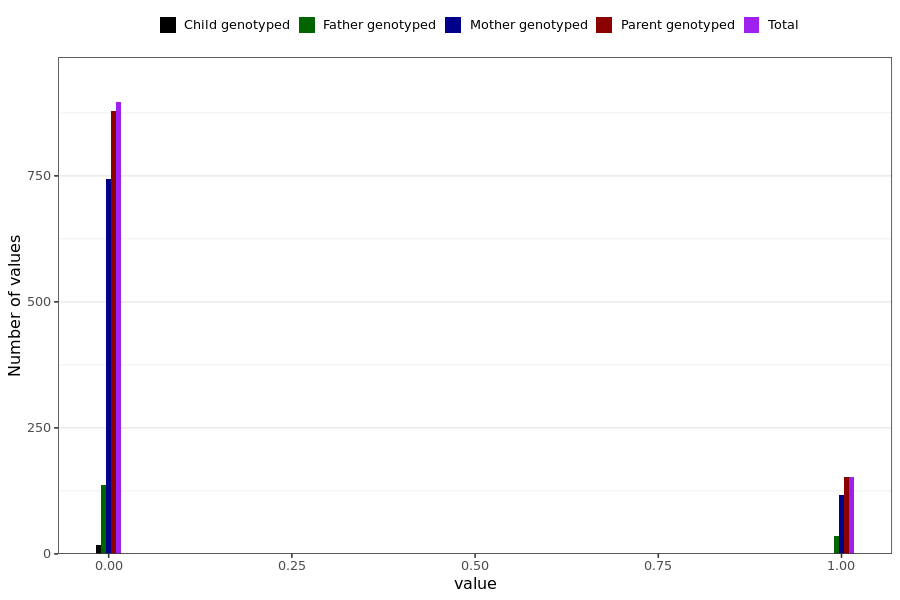 Child genotyped Father genotyped Mother genotyped Parent genotyped Total
Number of values
750
500
250
0
0.00 0.25 0.50 0.75 1.00
value